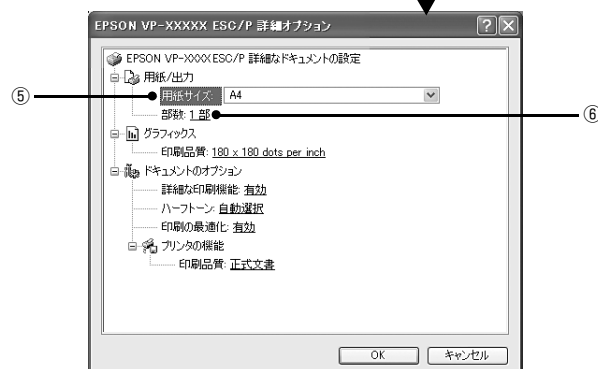 EPSON VP-XXXXX ESC/P 詳細オプション
EPSON VP-XXXX ESC/P 詳細なドキュメントの設定
用紙/出力
⑤ 用紙サイズ: A4
部数: 1 部 ⑥
グラフィックス
印刷品質: 180 x 180 dots per inch
ドキュメントのオプション
詳細な印刷機能: 有効
ハーフトーン: 自動選択
印刷の最適化: 有効
プリンタの機能
印刷品質: 正式文書
OK キャンセル